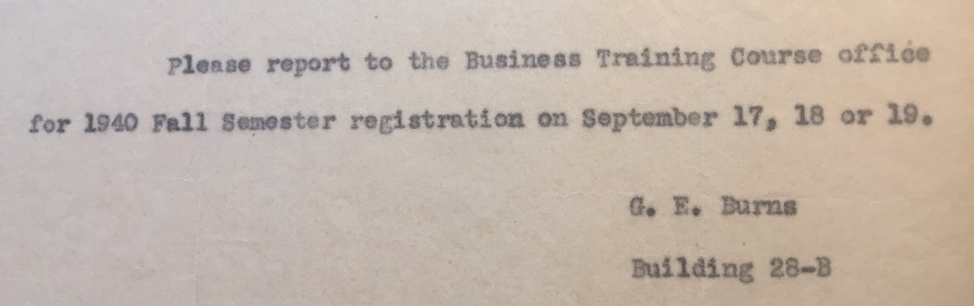 Please report to the Business Training Course office
for 1940 Fall Semester registration on September 17, 18 or 19.
G. E. Burns
Building 28-B